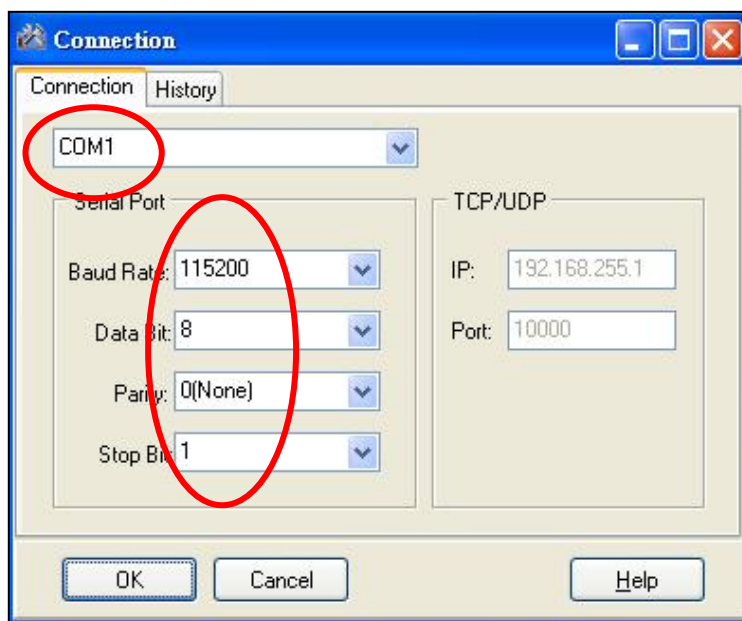 Connection
Connection History
COM1
Serial Port
Baud Rate: 115200
Data Bit: 8
Parity: 0(None)
Stop Bit: 1
TCP/UDP
IP: 192.168.255.1
Port: 10000
OK Cancel Help